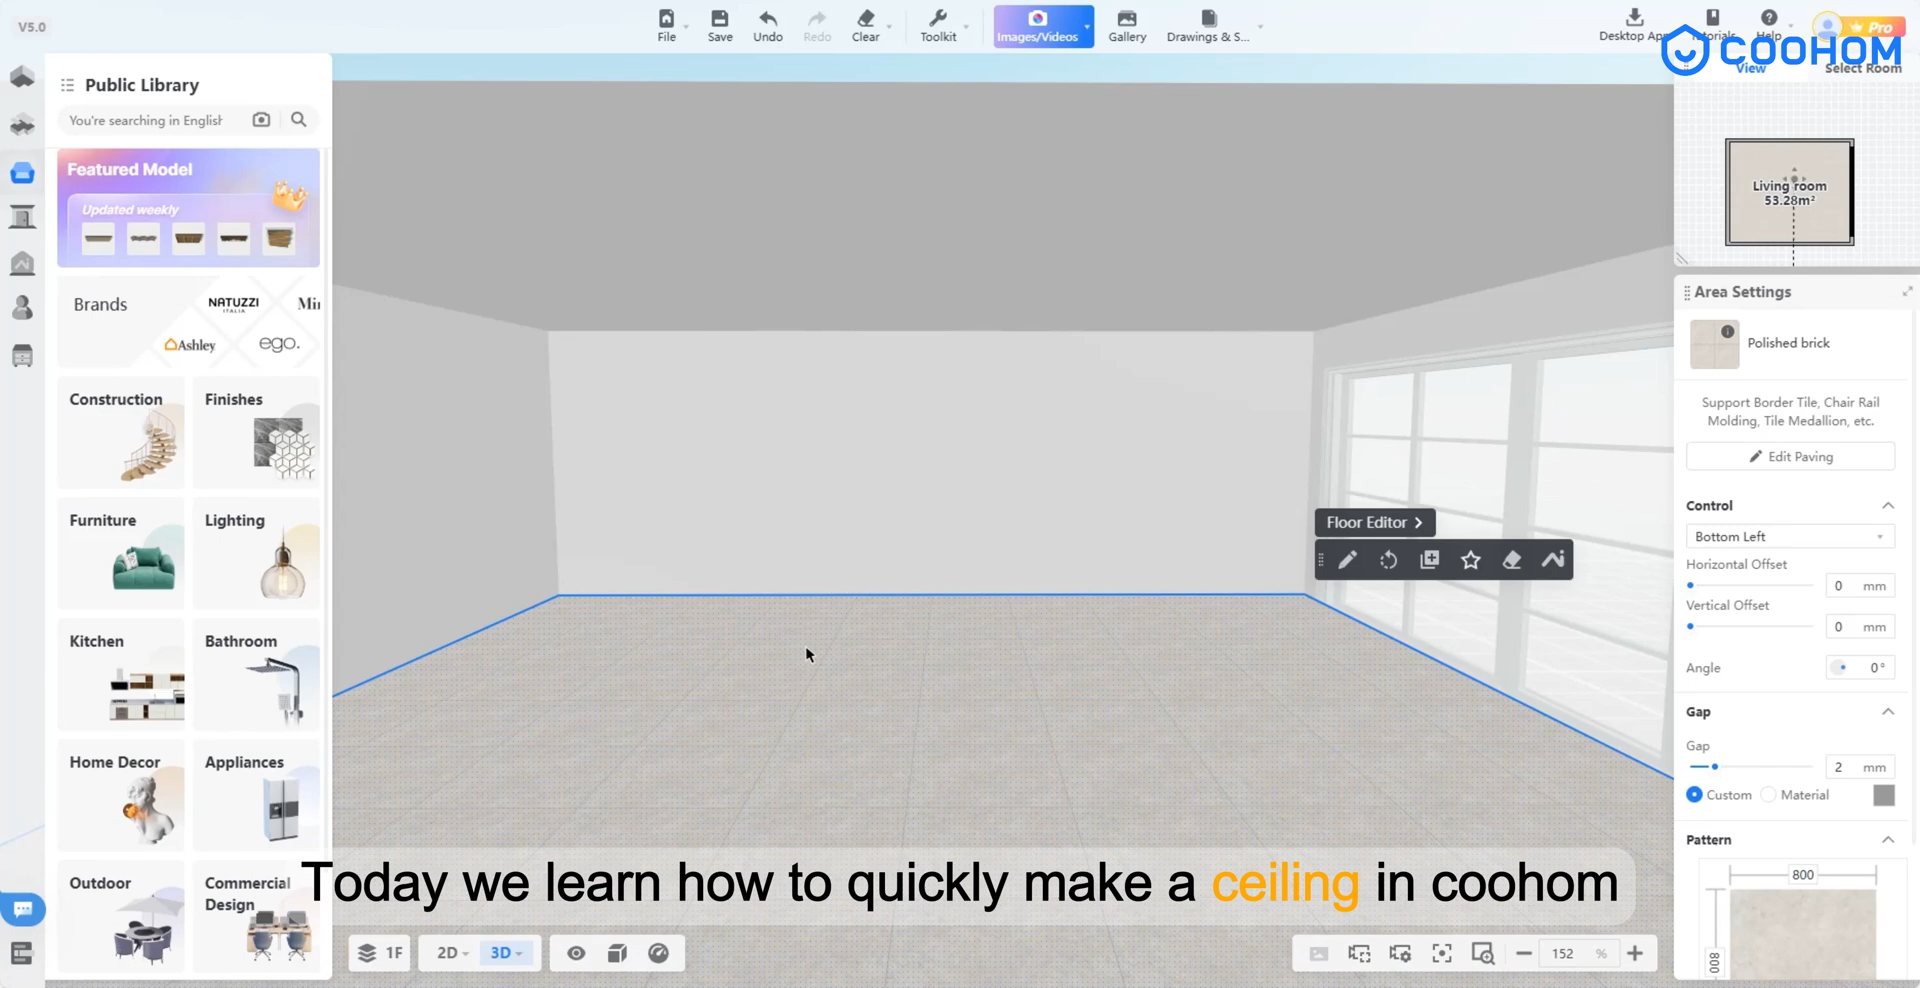 V5.0
File
Save
Undo
Redo
Clear
Toolkit
Images/Videos
Gallery
Drawings & S...
Desktop App
Tutorials
Help
Pro
COOHOM
View
Select Room
Public Library
You're searching in English
Featured Model
Updated weekly
Brands
NATUZZI
ITALIA
Ashley
ego.
Construction
Finishes
Furniture
Lighting
Kitchen
Bathroom
Home Decor
Appliances
Outdoor
Commercial
Design
Living room
53.28m²
Floor Editor
Area Settings
Polished brick
Support Border Tile, Chair Rail
Molding, Tile Medallion, etc.
Edit Paving
Control
Bottom Left
Horizontal Offset
0 mm
Vertical Offset
0 mm
Angle
0°
Gap
Gap
2 mm
Custom
Material
Pattern
800
800
Today we learn how to quickly make a ceiling in coohom
1F
2D
3D
152 %